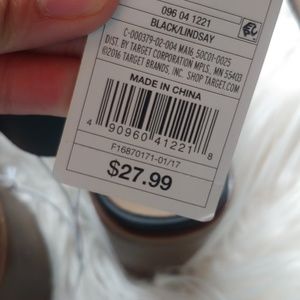 096 04 1221
BLACK/LINDSAY
C-000379-02-004 MA16 50C01-0025
DIST. BY TARGET CORPORATION MPLS, MN 55403
©2016 TARGET BRANDS, INC. SHOP TARGET.COM
MADE IN CHINA
4 90960 41221 8
F16870171-01/17
$27.99